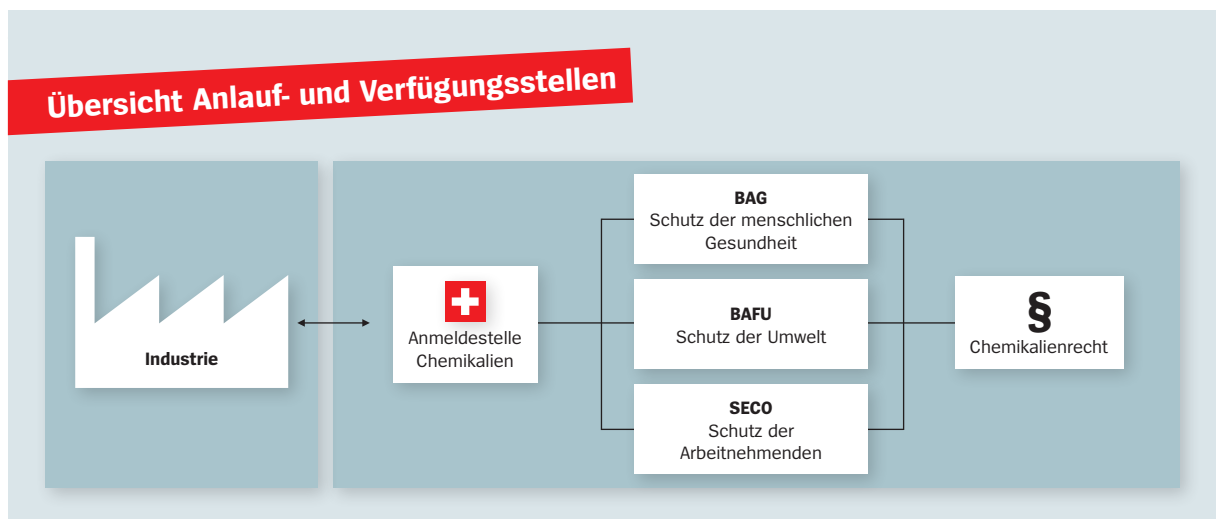 Übersicht Anlauf- und Verfügungsstellen
Industrie
Anmeldestelle
Chemikalien
BAG
Schutz der menschlichen
Gesundheit
BAFU
Schutz der Umwelt
SECO
Schutz der
Arbeitnehmenden
§
Chemikalienrecht